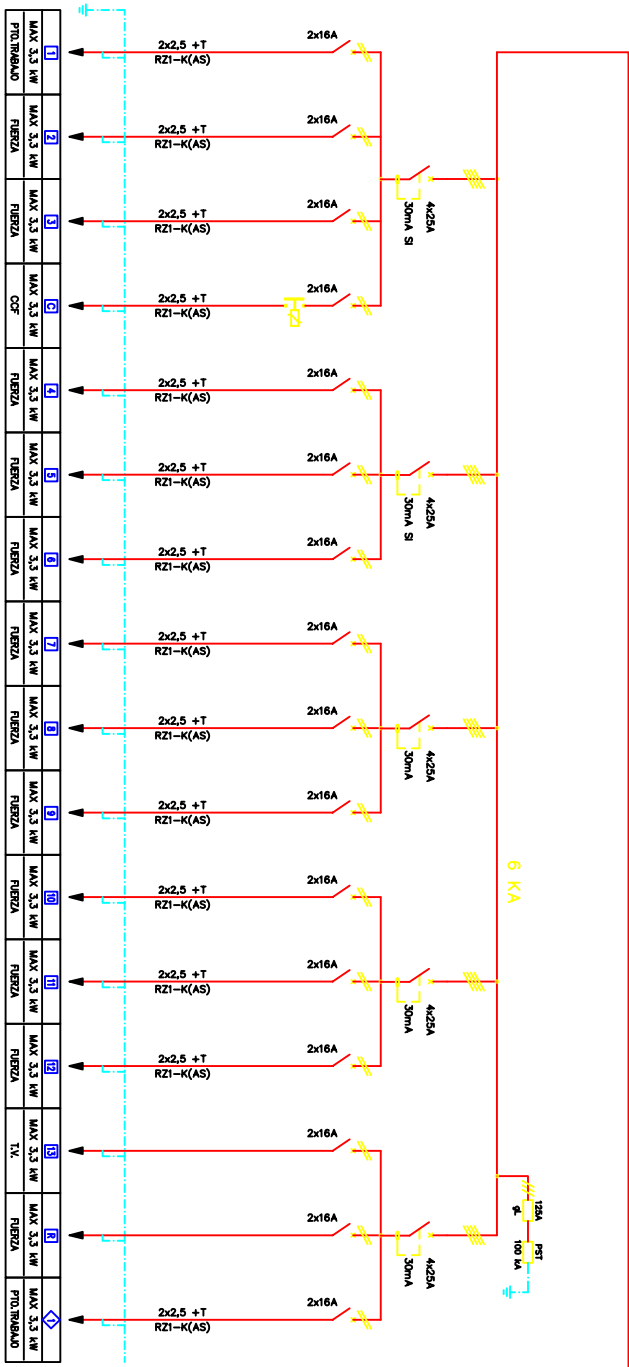 2x16A
2x2,5 +T
RZ1-K(AS)
1
MAX 3,3 kW
PTO.TRABAJO
2x16A
2x2,5 +T
RZ1-K(AS)
2
MAX 3,3 kW
FUERZA
4x25A
30mA SI
2x16A
2x2,5 +T
RZ1-K(AS)
3
MAX 3,3 kW
FUERZA
2x16A
2x2,5 +T
RZ1-K(AS)
C
MAX 3,3 kW
CCF
2x16A
2x2,5 +T
RZ1-K(AS)
4
MAX 3,3 kW
FUERZA
2x16A
2x2,5 +T
RZ1-K(AS)
5
MAX 3,3 kW
FUERZA
4x25A
30mA SI
2x16A
2x2,5 +T
RZ1-K(AS)
6
MAX 3,3 kW
FUERZA
2x16A
2x2,5 +T
RZ1-K(AS)
7
MAX 3,3 kW
FUERZA
2x16A
2x2,5 +T
RZ1-K(AS)
8
MAX 3,3 kW
FUERZA
4x25A
30mA
2x16A
2x2,5 +T
RZ1-K(AS)
9
MAX 3,3 kW
FUERZA
6 KA
2x16A
2x2,5 +T
RZ1-K(AS)
10
MAX 3,3 kW
FUERZA
2x16A
2x2,5 +T
RZ1-K(AS)
11
MAX 3,3 kW
FUERZA
4x25A
30mA
2x16A
2x2,5 +T
RZ1-K(AS)
12
MAX 3,3 kW
FUERZA
2x16A
13
MAX 3,3 kW
T.V.
125A
gL
PST
100 kA
2x16A
R
MAX 3,3 kW
FUERZA
4x25A
30mA
2x16A
2x2,5 +T
RZ1-K(AS)
1
MAX 3,3 kW
PTO.TRABAJO